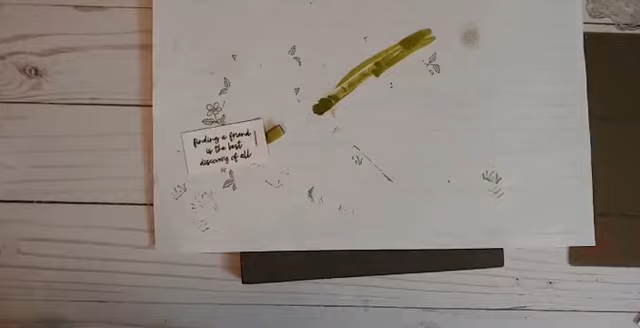 finding a friend
is the best
discovery of all